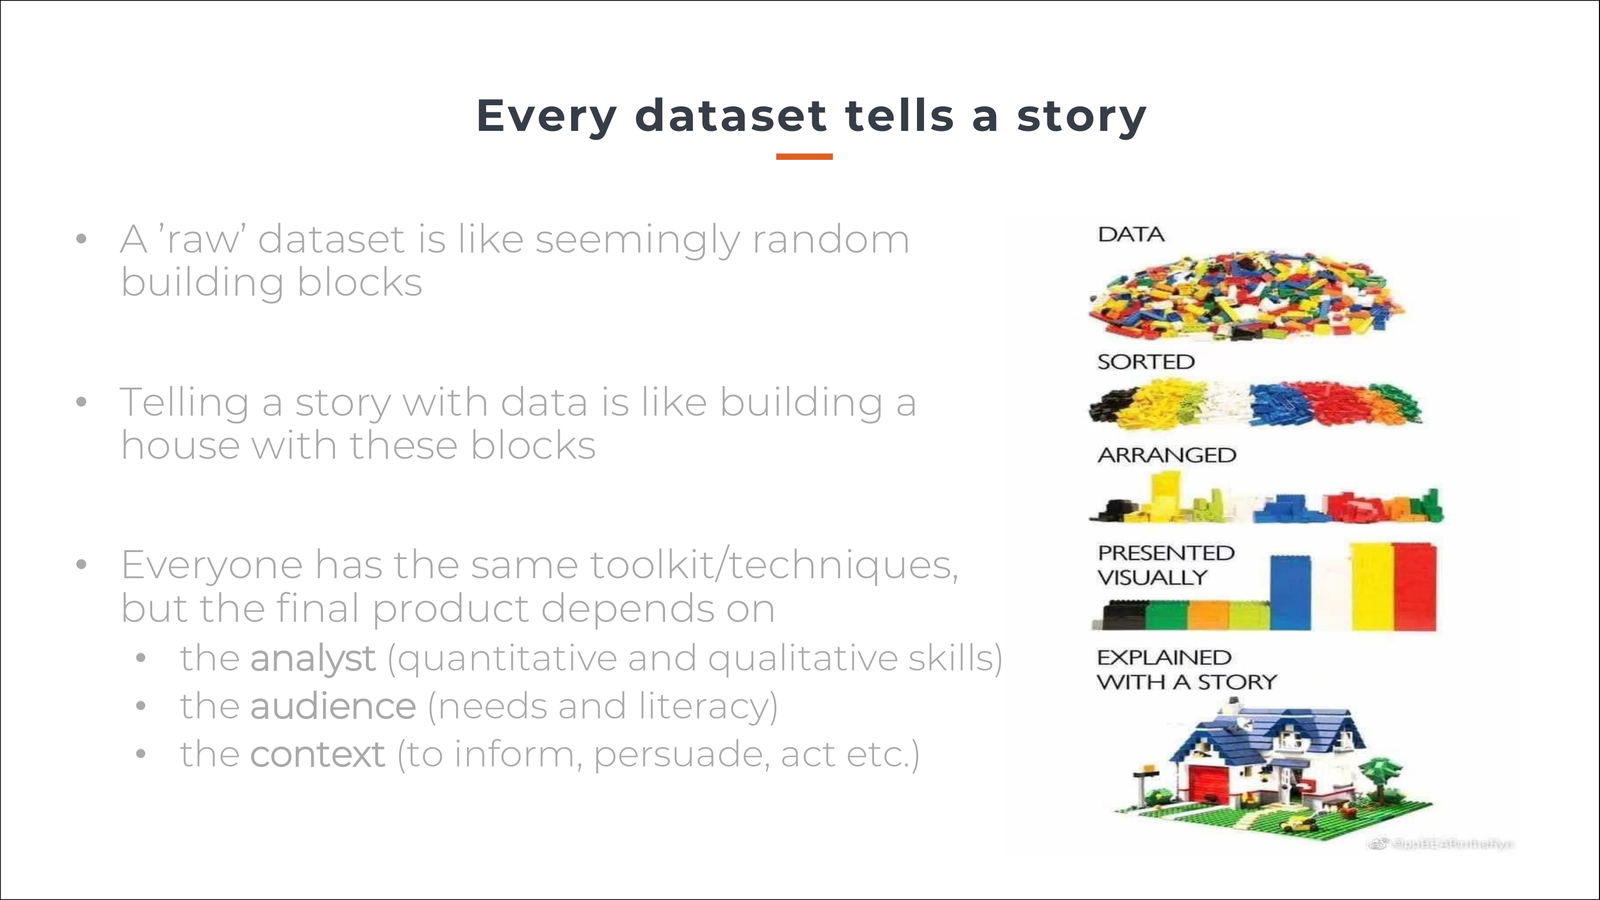 Every dataset tells a story
• A ’raw’ dataset is like seemingly random
building blocks
• Telling a story with data is like building a
house with these blocks
• Everyone has the same toolkit/techniques,
but the final product depends on
• the analyst (quantitative and qualitative skills)
• the audience (needs and literacy)
• the context (to inform, persuade, act etc.)
DATA
SORTED
ARRANGED
PRESENTED
VISUALLY
EXPLAINED
WITH A STORY